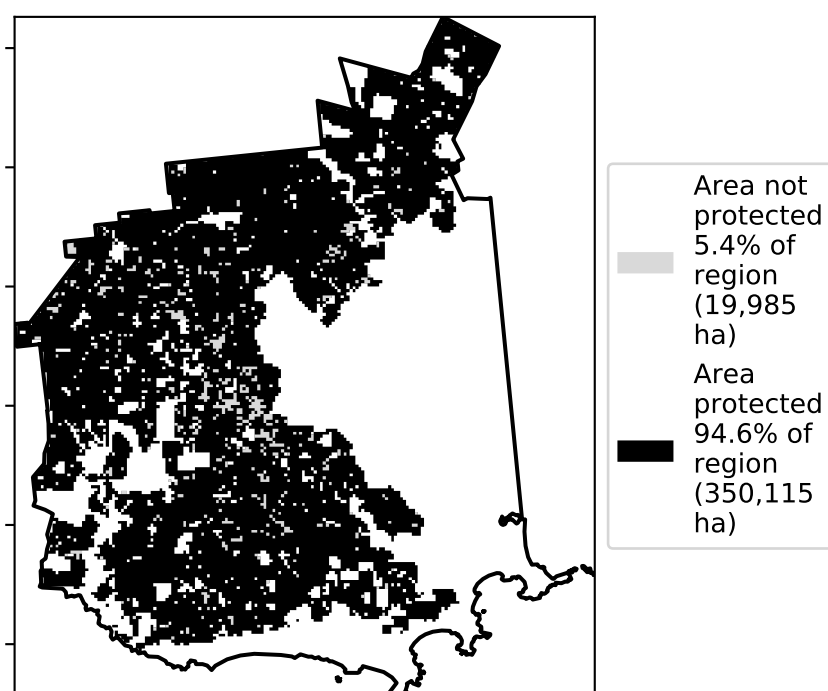 Area not
protected
5.4% of
region
(19,985
ha)
Area
protected
94.6% of
region
(350,115
ha)